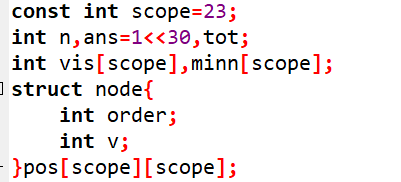 const int scope=23;
int n,ans=1<<30,tot;
int vis[scope],minn[scope];
struct node{
    int order;
    int v;
}pos[scope][scope];